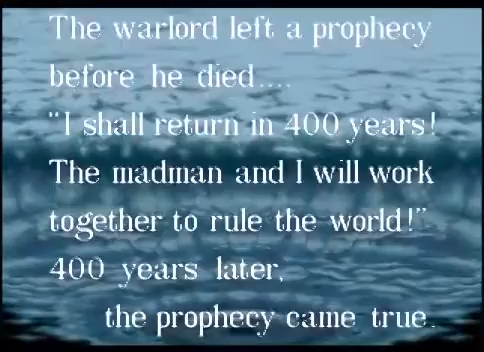 The warlord left a prophecy
before he died....
"I shall return in 400 years!
The madman and I will work
together to rule the world!"
400 years later,
the prophecy came true.